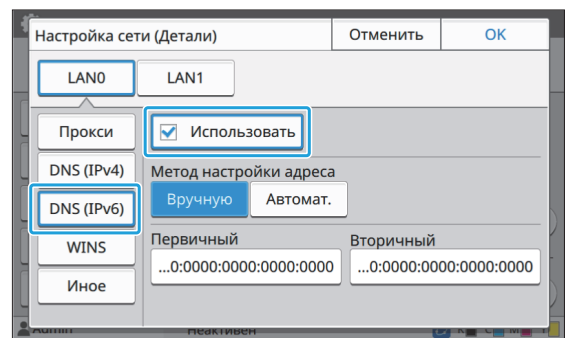 Настройка сети (Детали) Отменить OK
LAN0 LAN1
Прокси Использовать
DNS (IPv4) Метод настройки адреса
DNS (IPv6) Вручную Автомат.
WINS Первичный Вторичный
...0:0000:0000:0000:0000 ...0:0000:0000:0000:0000
Иное
Admin Неактивен K C M